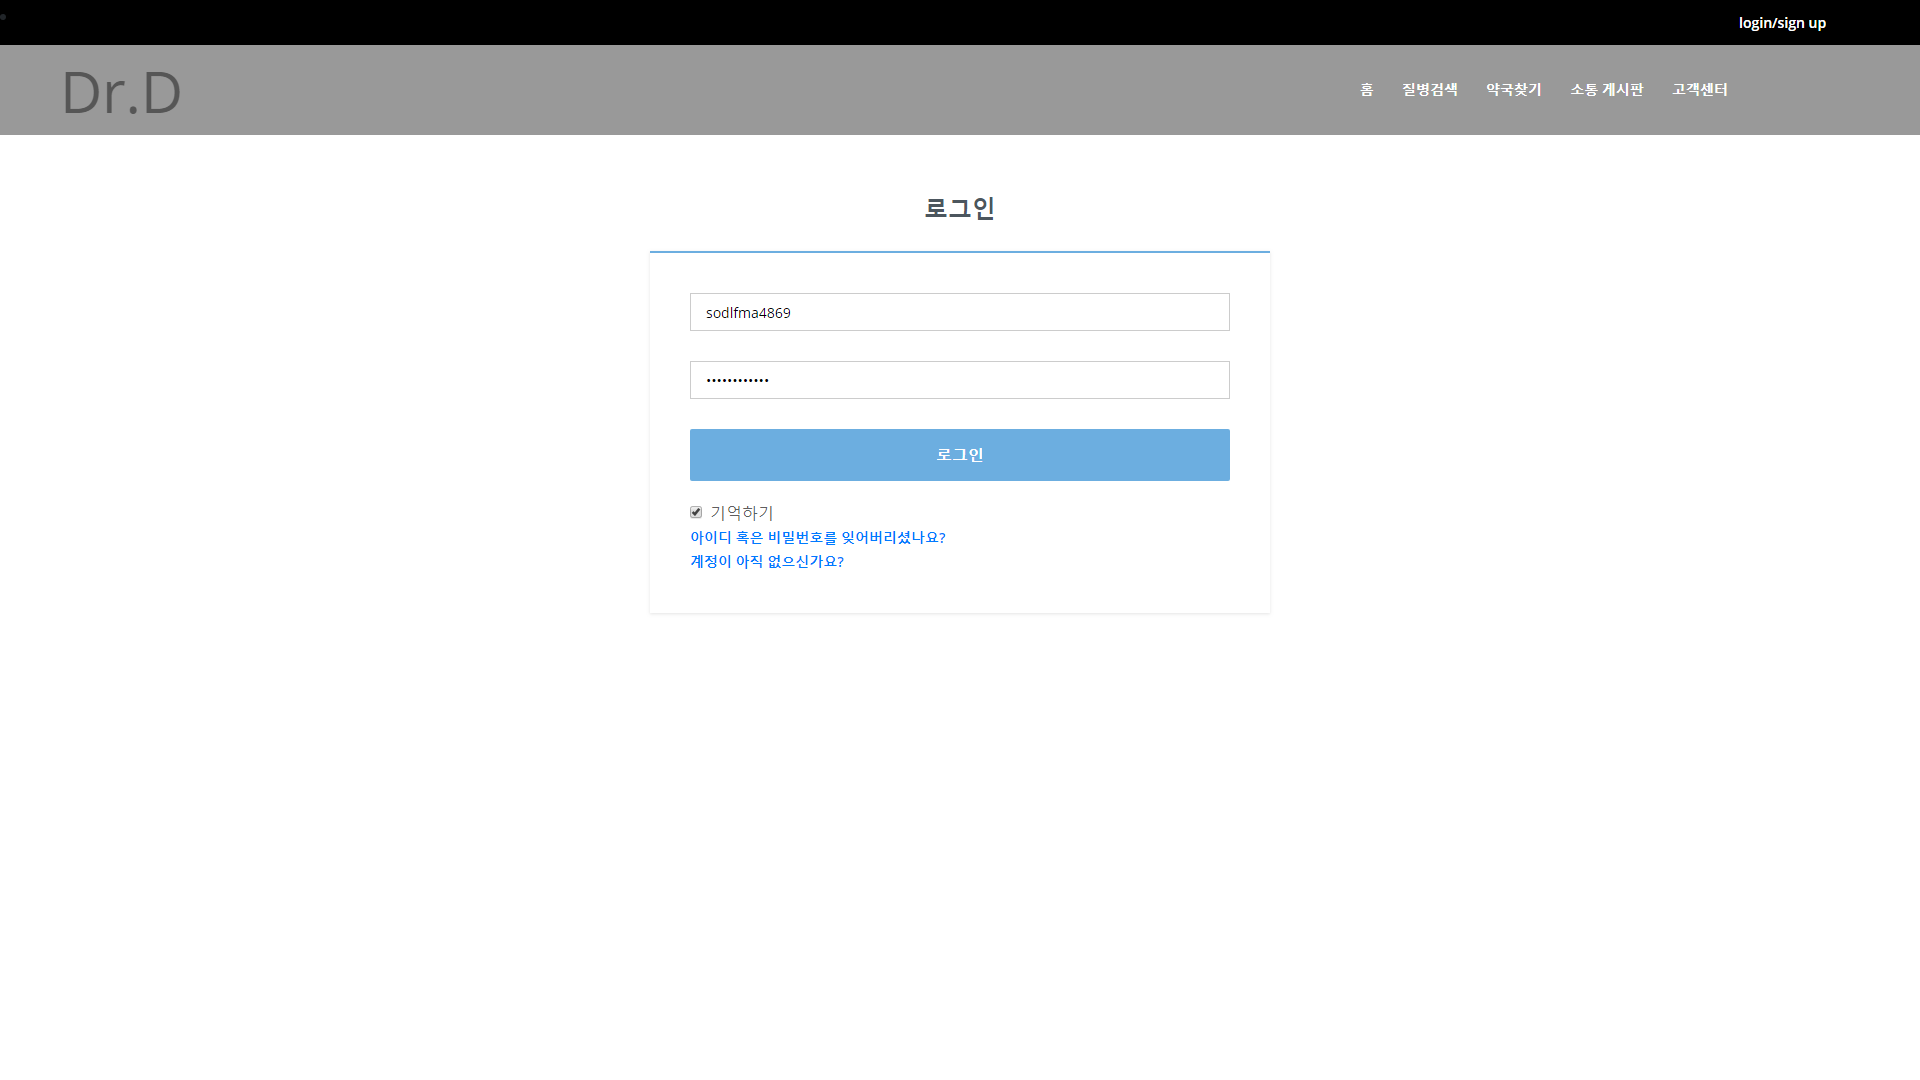 login/sign up
Dr.D
홈 질병검색 약국찾기 소통 게시판 고객센터
로그인
sodlfma4869
••••••••••••
로그인
기억하기
아이디 혹은 비밀번호를 잊어버리셨나요?
계정이 아직 없으신가요?